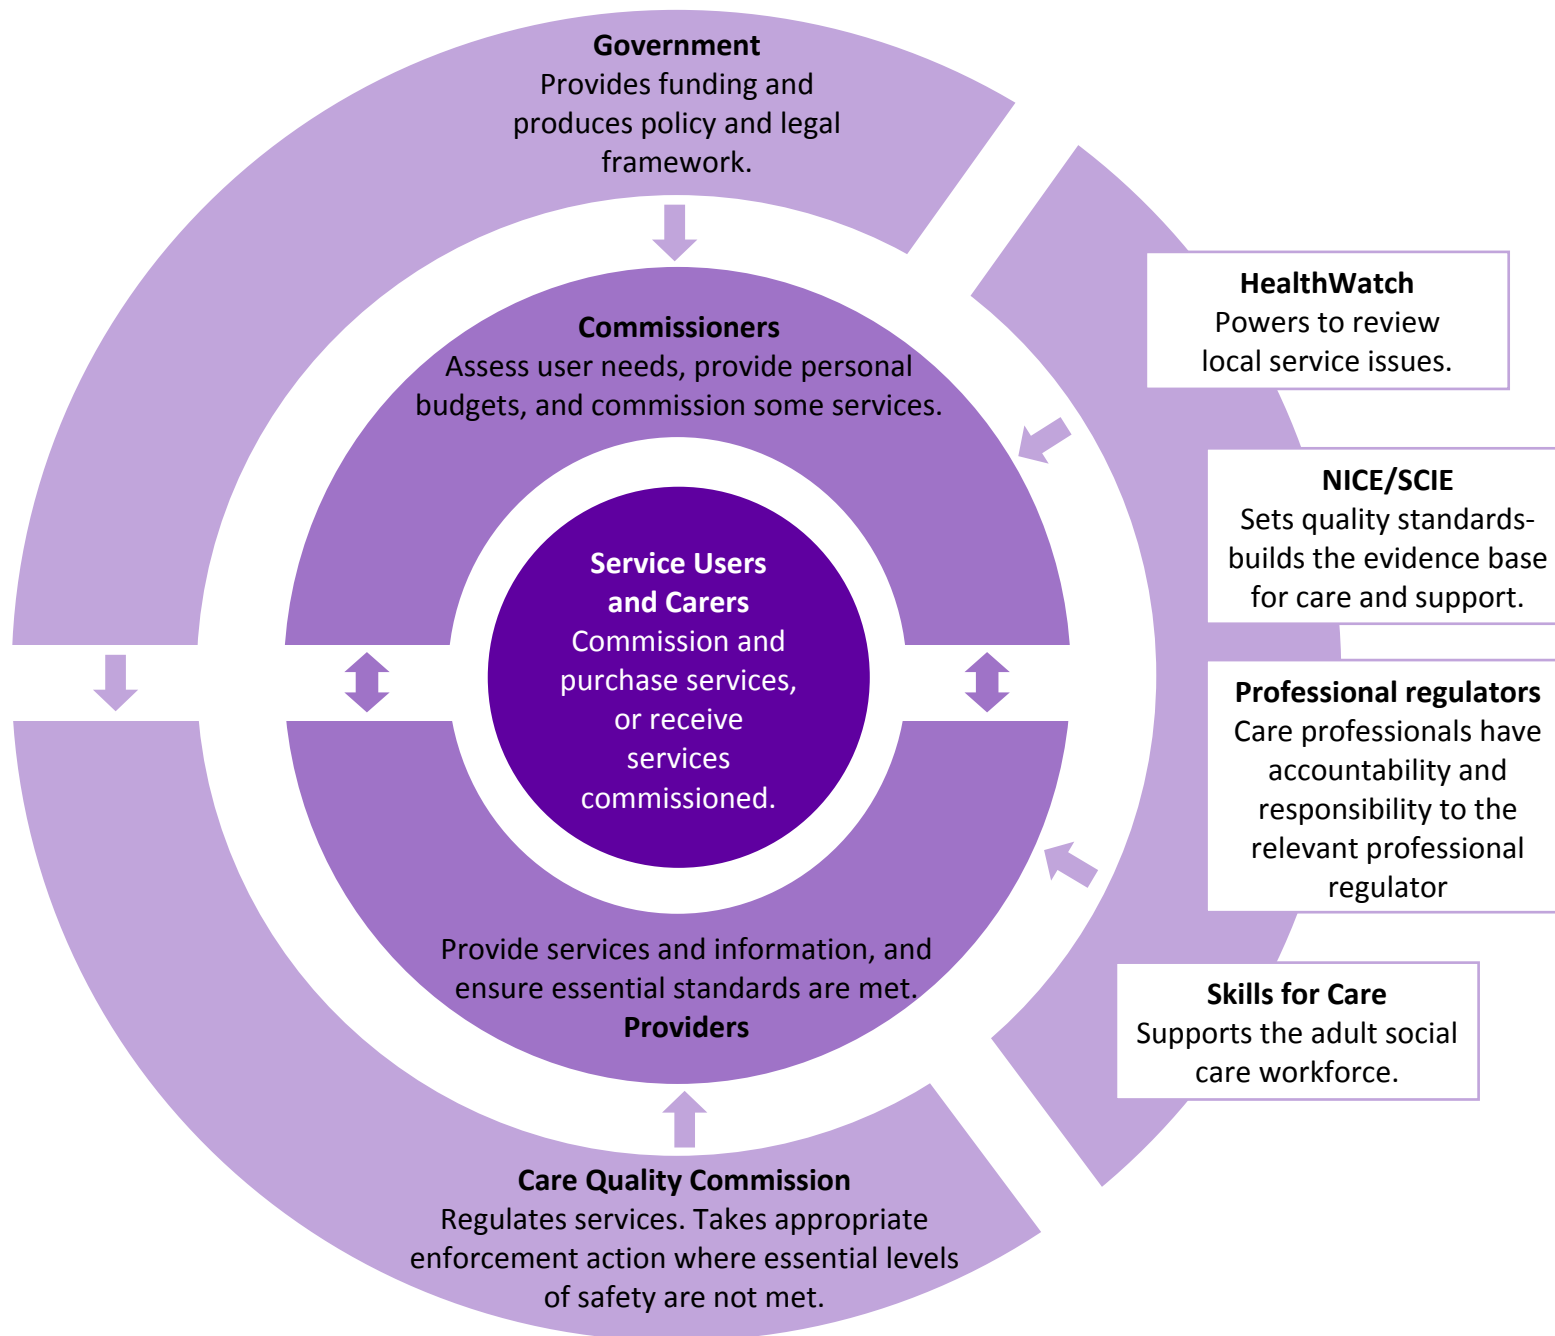 Government
Provides funding and
produces policy and legal
framework.
Commissioners
Assess user needs, provide personal
budgets, and commission some services.
Service Users
and Carers
Commission and
purchase services,
or receive
services
commissioned.
Provide services and information, and
ensure essential standards are met.
Providers
Care Quality Commission
Regulates services. Takes appropriate
enforcement action where essential levels
of safety are not met.
HealthWatch
Powers to review
local service issues.
NICE/SCIE
Sets quality standards-
builds the evidence base
for care and support.
Professional regulators
Care professionals have
accountability and
responsibility to the
relevant professional
regulator
Skills for Care
Supports the adult social
care workforce.